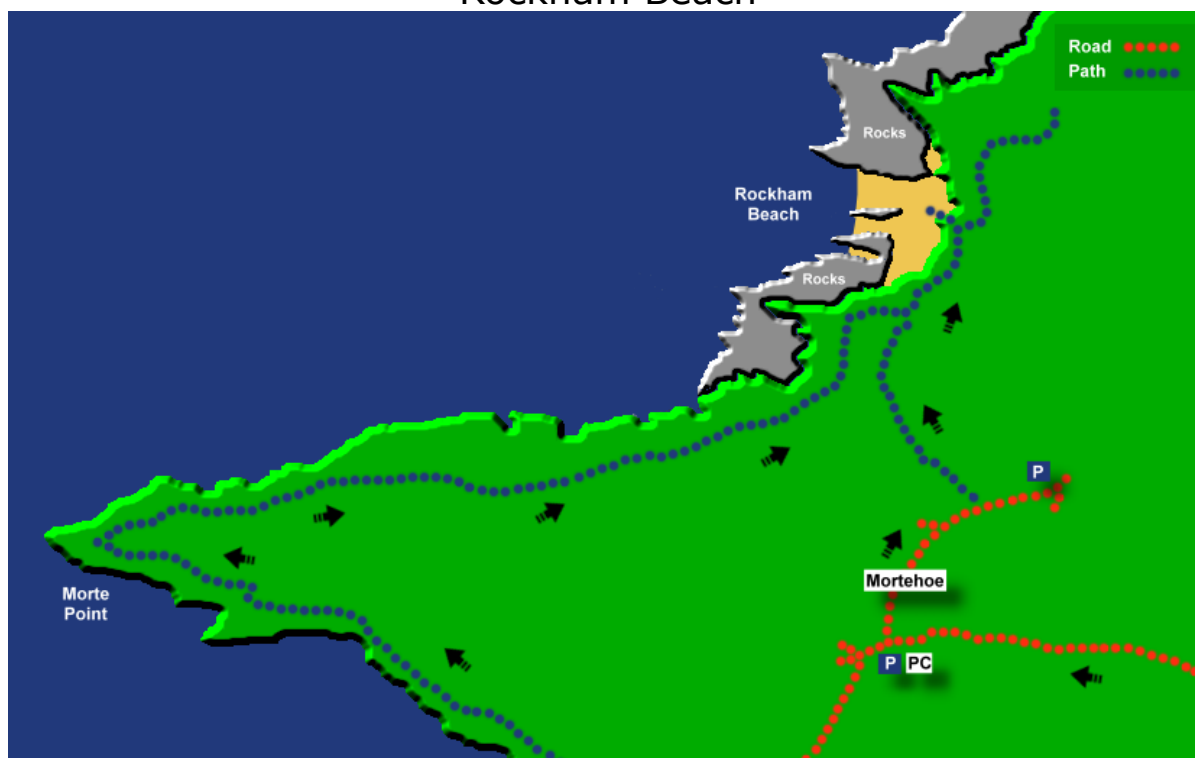 Rockham Beach
Road
Path
Rocks
Rockham
Beach
Rocks
P
Mortehoe
Morte
Point
P PC